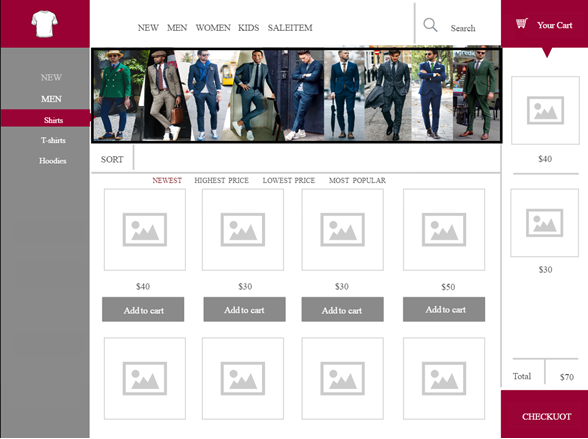 NEW MEN WOMEN KIDS SALEITEM
Search
Your Cart
NEW
MEN
Shirts
T-shirts
Hoodies
SORT
NEWEST HIGHEST PRICE LOWEST PRICE MOST POPULAR
$40 $30 $30 $50
Add to cart Add to cart Add to cart Add to cart
$40
$30
Total $70
CHECKUOT